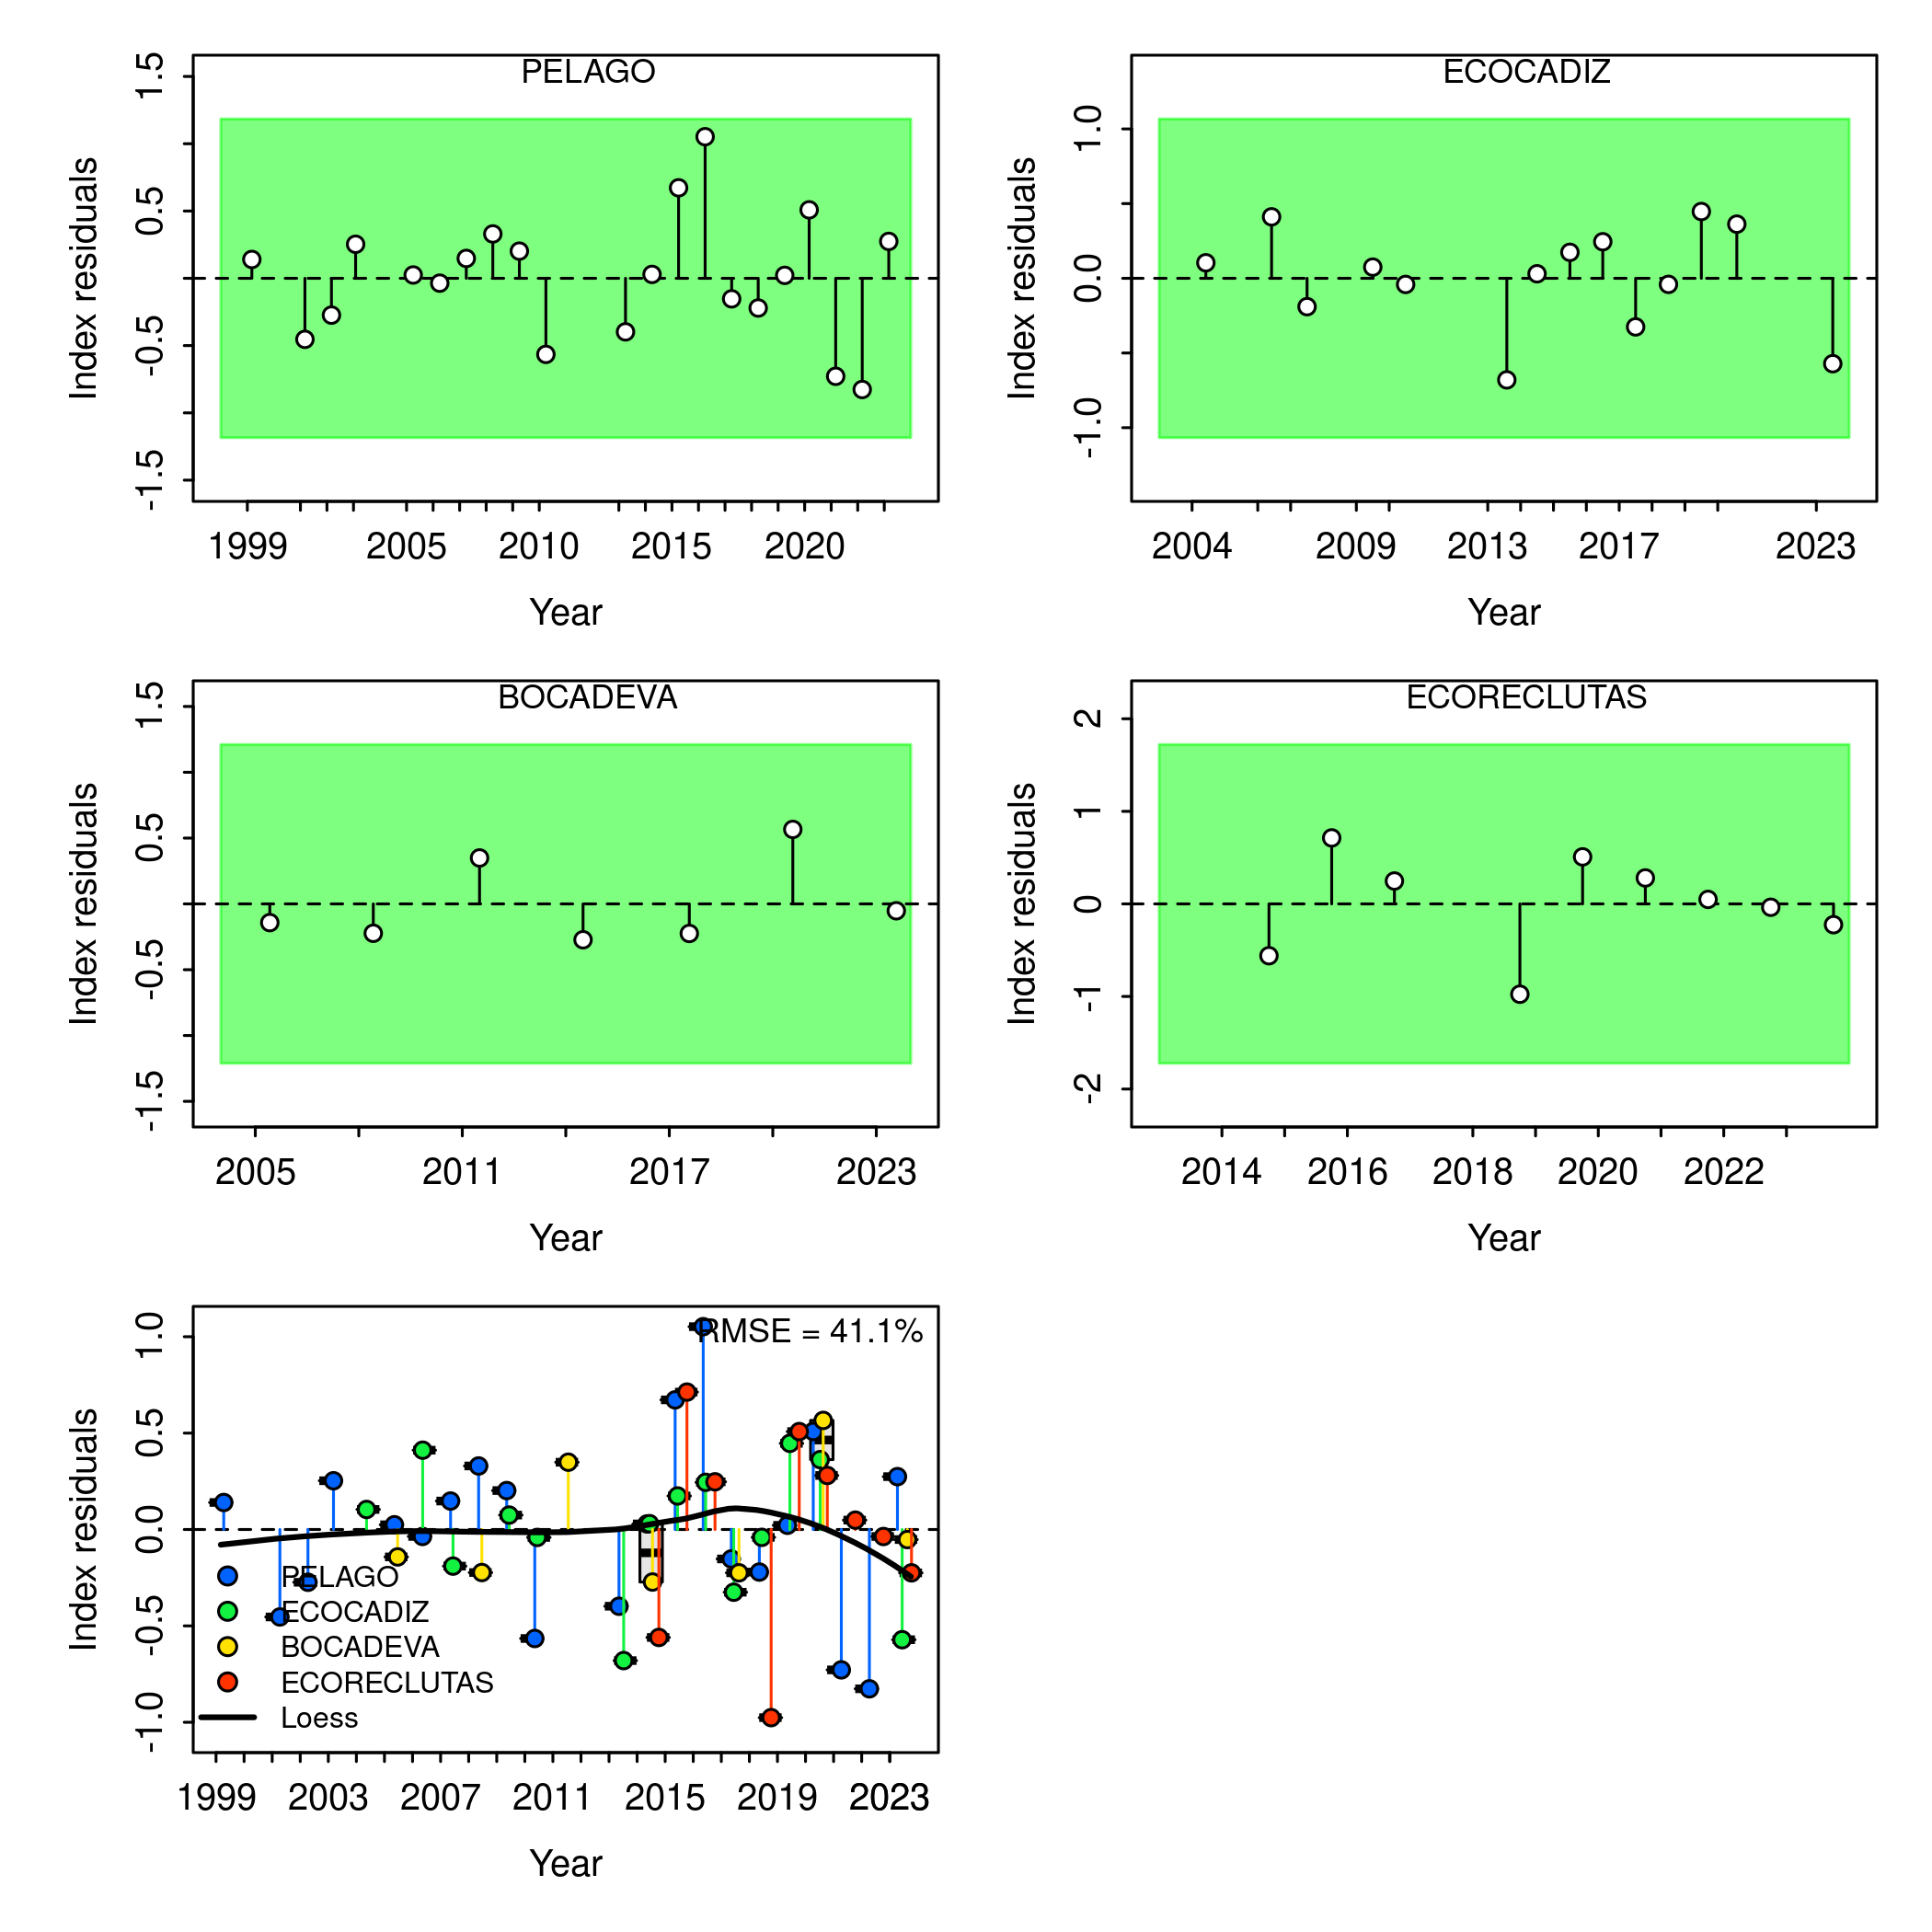 PELAGO
Index residuals
1.5
0.5
-0.5
-1.5
1999 2005 2010 2015 2020
Year
ECOCADIZ
Index residuals
1.0
0.0
-1.0
2004 2009 2013 2017 2023
Year
BOCADEVA
Index residuals
1.5
0.5
-0.5
-1.5
2005 2011 2017 2023
Year
ECORECLUTAS
Index residuals
2
1
0
-1
-2
2014 2016 2018 2020 2022
Year
RMSE = 41.1%
Index residuals
1.0
0.5
0.0
-0.5
-1.0
PELAGO
ECOCADIZ
BOCADEVA
ECORECLUTAS
Loess
1999 2003 2007 2011 2015 2019 2023
Year